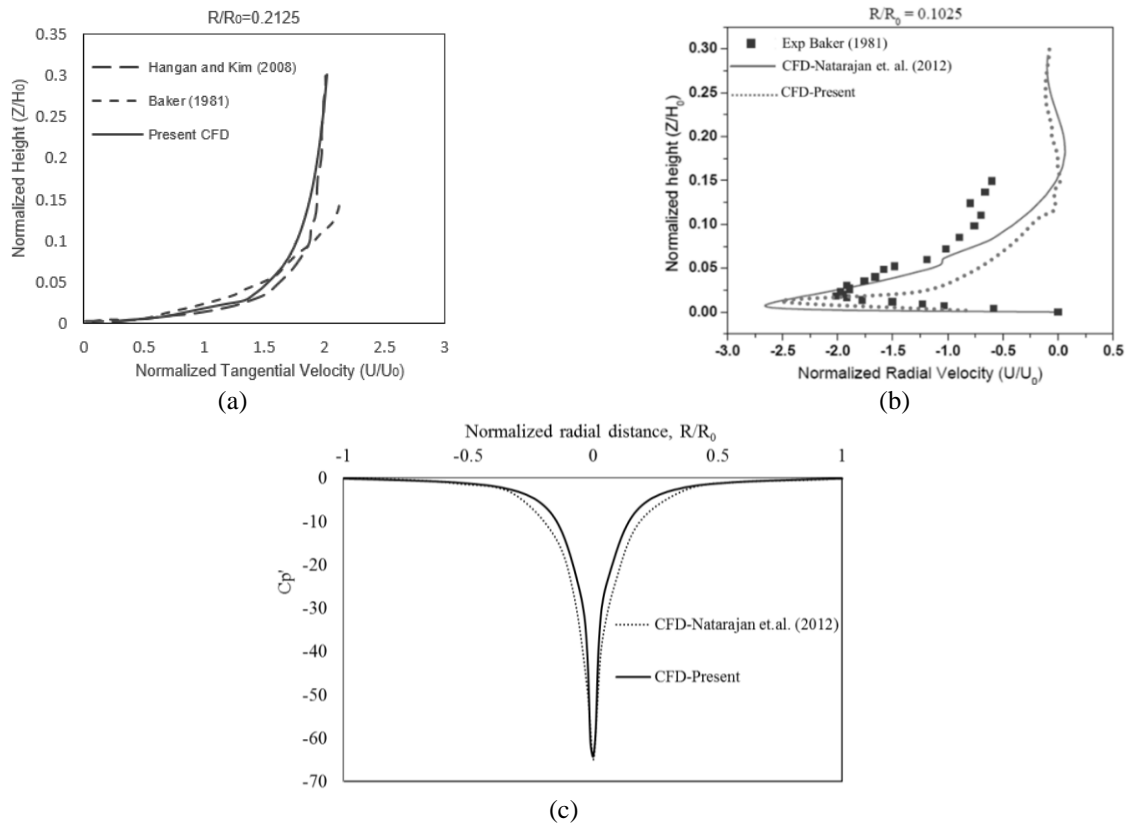 R/R₀=0.2125
0.35
0.3
0.25
0.2
0.15
0.1
0.05
0
Normalized Height (Z/H₀)
Hangan and Kim (2008)
Baker (1981)
Present CFD
0 0.5 1 1.5 2 2.5 3
Normalized Tangential Velocity (U/U₀)
(a)
R/R₀ = 0.1025
0.30
0.25
0.20
0.15
0.10
0.05
0.00
Normalized height (Z/H₀)
Exp Baker (1981)
CFD-Natarajan et. al. (2012)
CFD-Present
-3.0 -2.5 -2.0 -1.5 -1.0 -0.5 0.0 0.5
Normalized Radial Velocity (U/U₀)
(b)
Normalized radial distance, R/R₀
-1 -0.5 0 0.5 1
0
-10
-20
-30
-40
-50
-60
-70
Cp'
CFD-Natarajan et.al. (2012)
CFD-Present
(c)